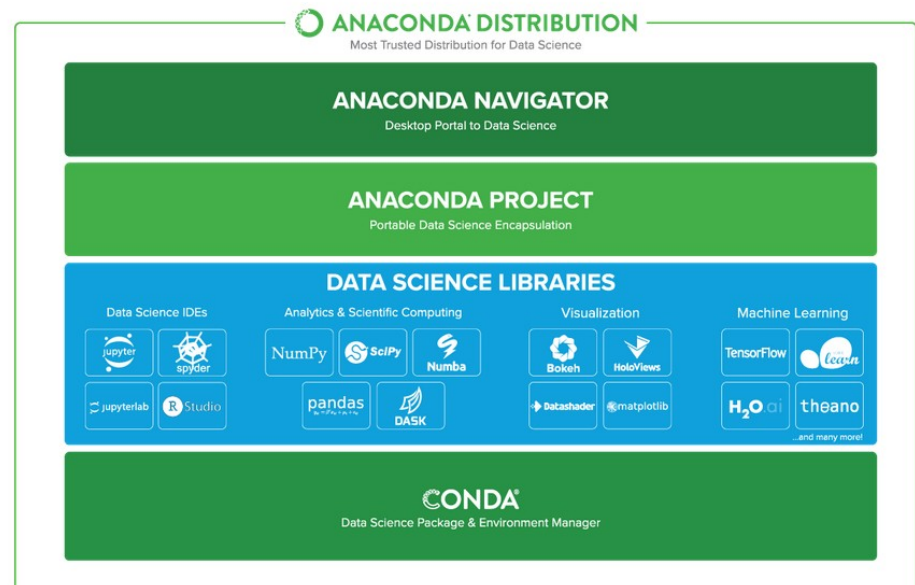 ANACONDA DISTRIBUTION
Most Trusted Distribution for Data Science
ANACONDA NAVIGATOR
Desktop Portal to Data Science
ANACONDA PROJECT
Portable Data Science Encapsulation
DATA SCIENCE LIBRARIES
Data Science IDEs
jupyter
spyder
jupyterlab
R Studio
Analytics & Scientific Computing
NumPy
SciPy
Numba
pandas
DASK
Visualization
Bokeh
HoloViews
Datashader
matplotlib
Machine Learning
TensorFlow
learn
H2O.ai
theano
...and many more!
CONDA®
Data Science Package & Environment Manager